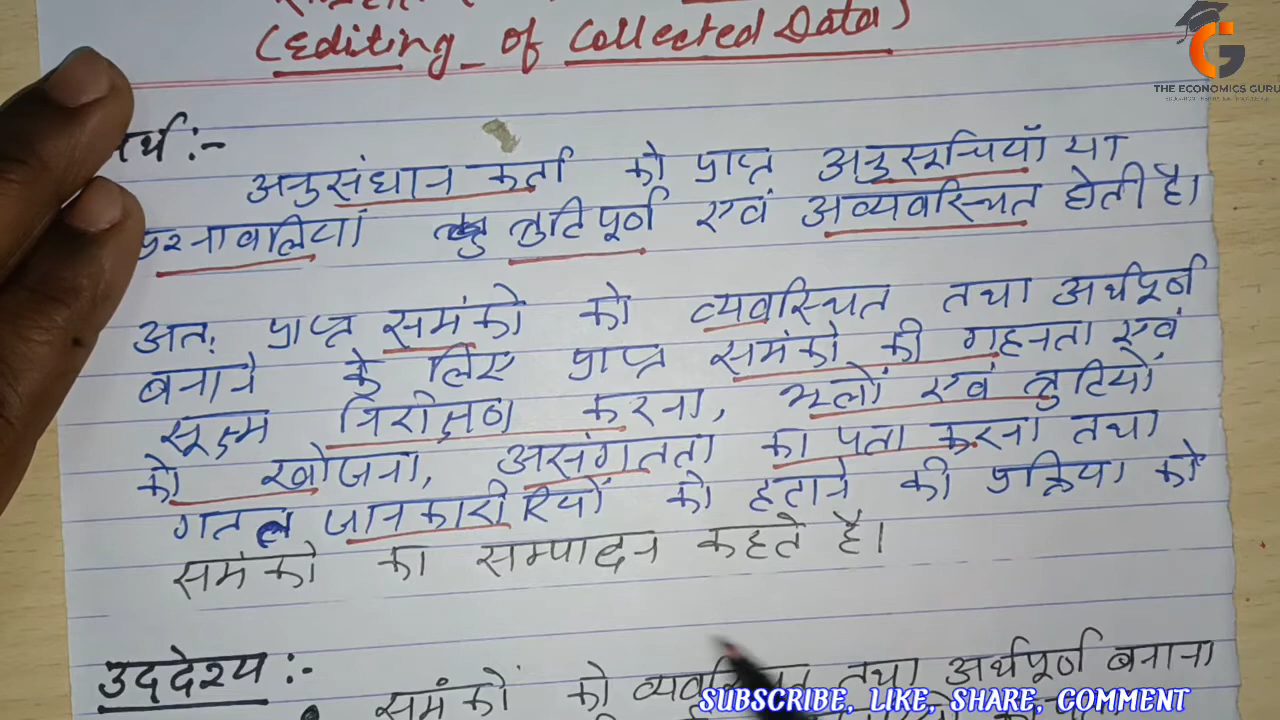 (Editing of Collected Data)
THE ECONOMICS GURU
र्थ :-
अनुसंधान कर्ता को प्राप्त अनुसूचियाँ या
प्रश्नावलियां त्रुटिपूर्ण एवं अव्यवस्थित होती है।
अतः प्राप्त समंको को व्यवस्थित तथा अर्थपूर्ण
बनाने के लिए प्राप्त समंको की गहनता एवं
सूक्ष्म निरीक्षण करना, भूलों एवं त्रुटियों
को खोजना, असंगतता का पता करना तथा
गतल जानकारीरियों को हटाने की प्रक्रिया को
समंको का सम्पादन कहते है।
उद्देश्य :-
• समंकों को व्यवस्थित तथा अर्थपूर्ण बनाना
SUBSCRIBE, LIKE, SHARE, COMMENT